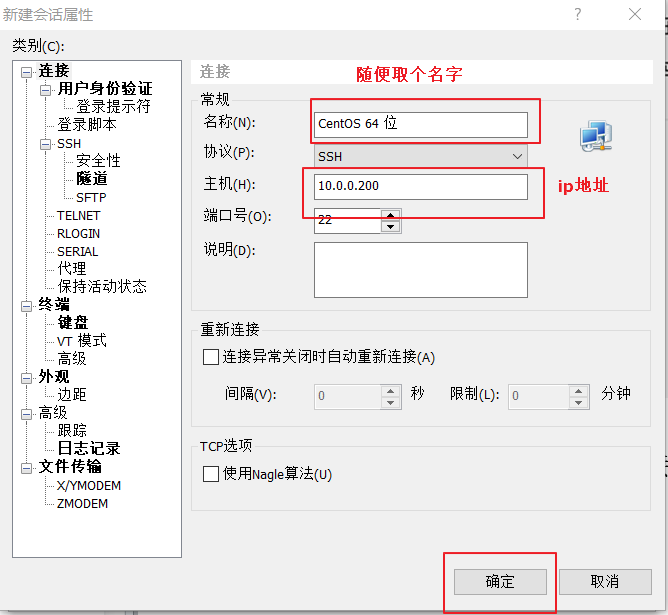 新建会话属性
类别(C):
连接
用户身份验证
登录提示符
登录脚本
SSH
安全性
隧道
SFTP
TELNET
RLOGIN
SERIAL
代理
保持活动状态
终端
键盘
VT 模式
高级
外观
边距
高级
跟踪
日志记录
文件传输
X/YMODEM
ZMODEM
连接
随便取个名字
常规
名称(N):
CentOS 64 位
协议(P):
SSH
主机(H):
10.0.0.200
ip地址
端口号(O):
22
说明(D):
重新连接
连接异常关闭时自动重新连接(A)
间隔(V): 0 秒 限制(L): 0 分钟
TCP选项
使用Nagle算法(U)
确定 取消